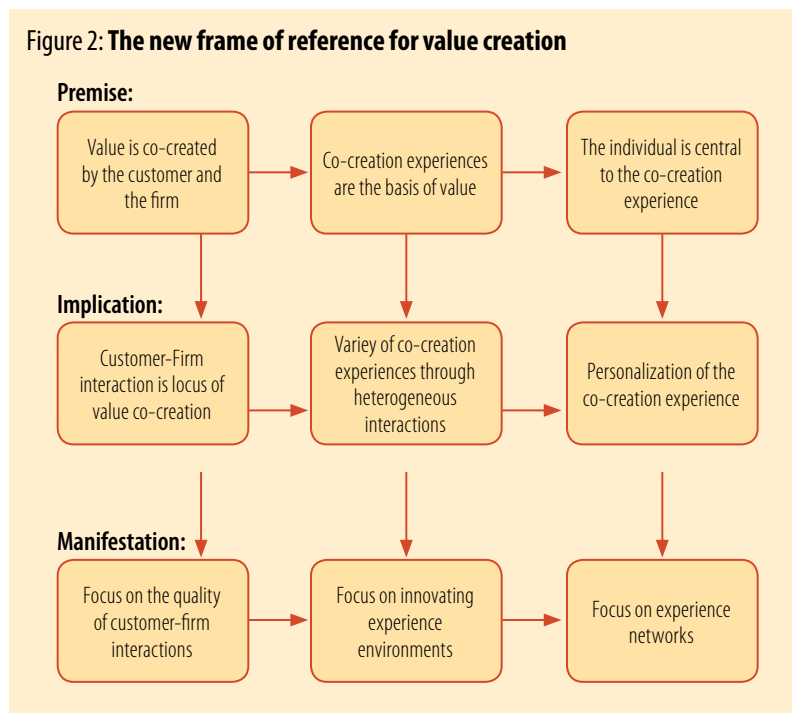 Figure 2: The new frame of reference for value creation
Premise:
Value is co-created
by the customer and
the firm
Co-creation experiences
are the basis of value
The individual is central
to the co-creation
experience
Implication:
Customer-Firm
interaction is locus of
value co-creation
Variey of co-creation
experiences through
heterogeneous
interactions
Personalization of the
co-creation experience
Manifestation:
Focus on the quality
of customer-firm
interactions
Focus on innovating
experience
environments
Focus on experience
networks